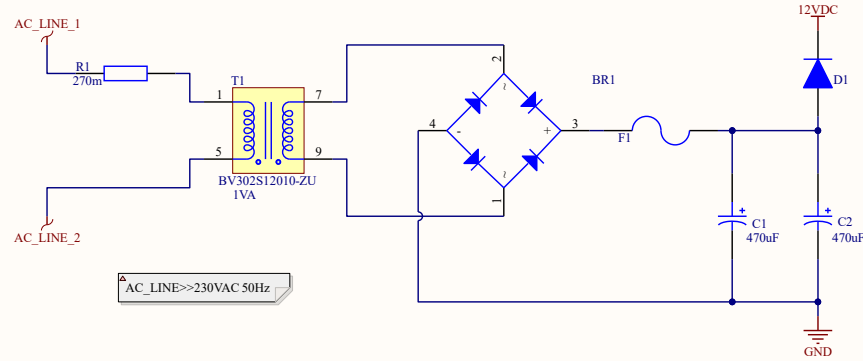 12VDC
AC_LINE_1
R1
270m
T1
1
7
5
9
BV302S12010-ZU
1VA
AC_LINE_2
AC_LINE>>230VAC 50Hz
2
~
BR1
4
-
+
3
~
1
F1
D1
C1
470uF
C2
470uF
+
+
GND